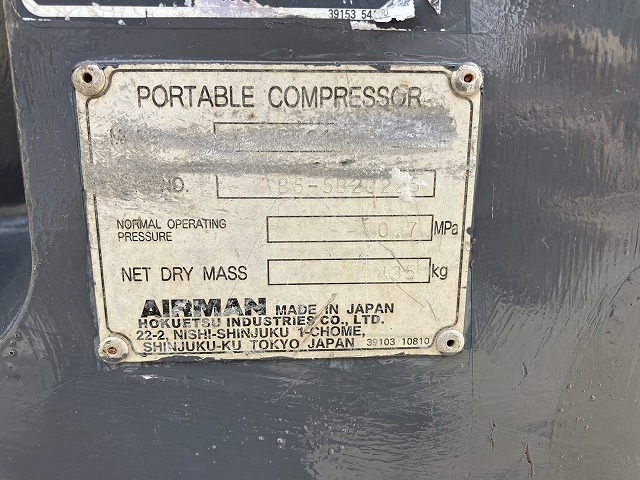 39153
PORTABLE COMPRESSOR
NO.
NORMAL OPERATING
PRESSURE 0.7 MPa
NET DRY MASS 435 kg
AIRMAN MADE IN JAPAN
HOKUETSU INDUSTRIES CO., LTD.
22-2, NISHI-SHINJUKU 1-CHOME,
SHINJUKU-KU TOKYO JAPAN 39103 10810